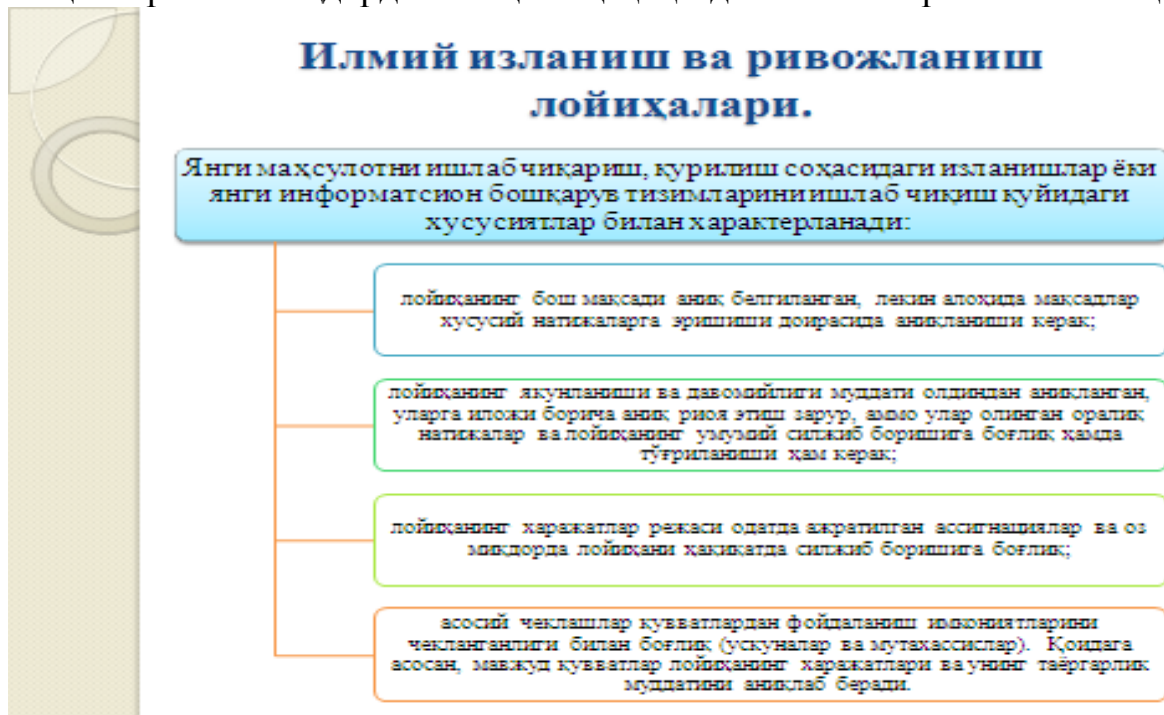 Илмий изланиш ва ривожланиш
лойиҳалари.
Янги маҳсулотни ишлаб чиқариш, қурилиш соҳасидаги изланишлар ёки
янги информатсион бошқарув тизимларини ишлаб чиқиш қуйидаги
хусусиятлар билан характерланади:
лойиҳанинг бош мақсади аниқ белгиланган, лекин алоҳида мақсадлар
хусусий натижаларга эришиши доирасида аниқланиши керак;
лойиҳанинг якунланиши ва давомийлиги муддати олдиндан аниқланган,
уларга иложи борича аниқ риоя этиш зарур, аммо улар олинган оралиқ
натижалар ва лойиҳанинг умумий силжиб боришига боғлиқ ҳамда
тўғриланиши ҳам керак;
лойиҳанинг харажатлар режаси одатда ажратилган ассигнациялар ва оз
миқдорда лойиҳани ҳақиқатда силжиб боришига боғлиқ;
асосий чеклашлар қувватлардан фойдаланиш имкониятларини
чекланганлиги билан боғлиқ (ускуналар ва мутахассислар). Қоидага
асосан, мавжуд қувватлар лойиҳанинг харажатлари ва унинг таёргарлик
муддатини аниқлаб беради.